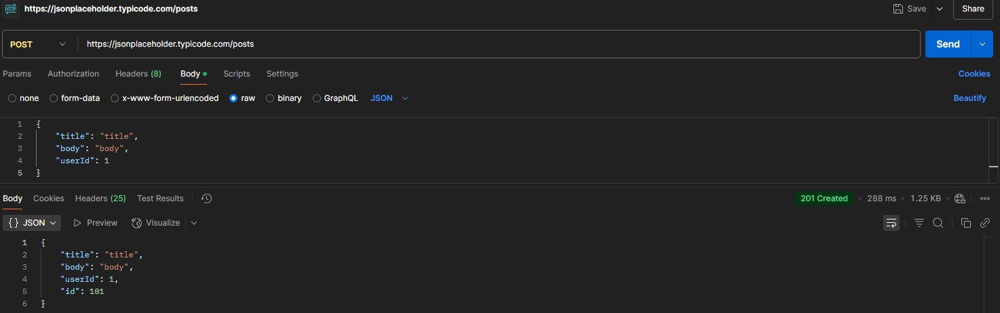 HTTP https://jsonplaceholder.typicode.com/posts Save Share
POST https://jsonplaceholder.typicode.com/posts Send
Params Authorization Headers (8) Body Scripts Settings Cookies
none form-data x-www-form-urlencoded raw binary GraphQL JSON Beautify
1 {
2 "title": "title",
3 "body": "body",
4 "userId": 1
5 }
Body Cookies Headers (25) Test Results 201 Created • 288 ms • 1.25 KB •
{} JSON Preview Visualize
1 {
2 "title": "title",
3 "body": "body",
4 "userId": 1,
5 "id": 101
6 }